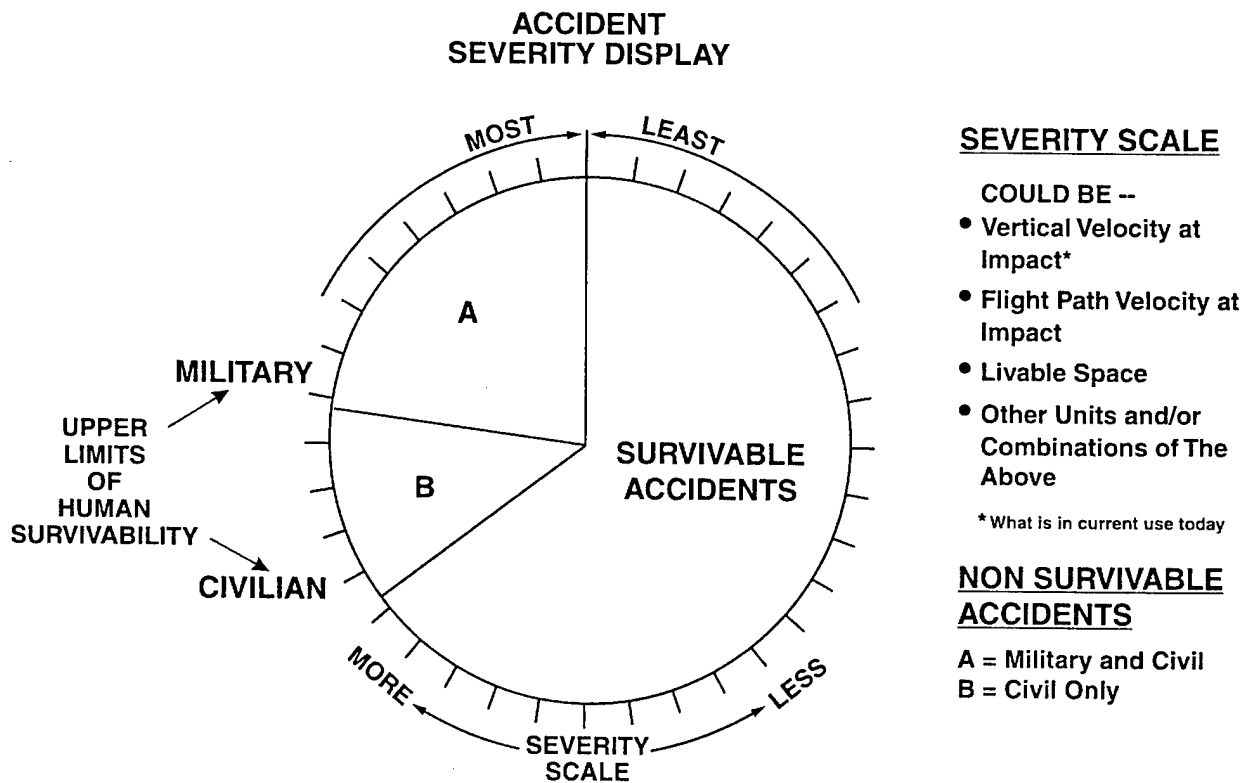 ACCIDENT
SEVERITY DISPLAY
MOST
LEAST
A
MILITARY
UPPER
LIMITS
OF
HUMAN
SURVIVABILITY
B
CIVILIAN
SURVIVABLE
ACCIDENTS
MORE
SEVERITY
SCALE
LESS
SEVERITY SCALE
COULD BE --
• Vertical Velocity at
Impact*
• Flight Path Velocity at
Impact
• Livable Space
• Other Units and/or
Combinations of The
Above
* What is in current use today
NON SURVIVABLE
ACCIDENTS
A = Military and Civil
B = Civil Only